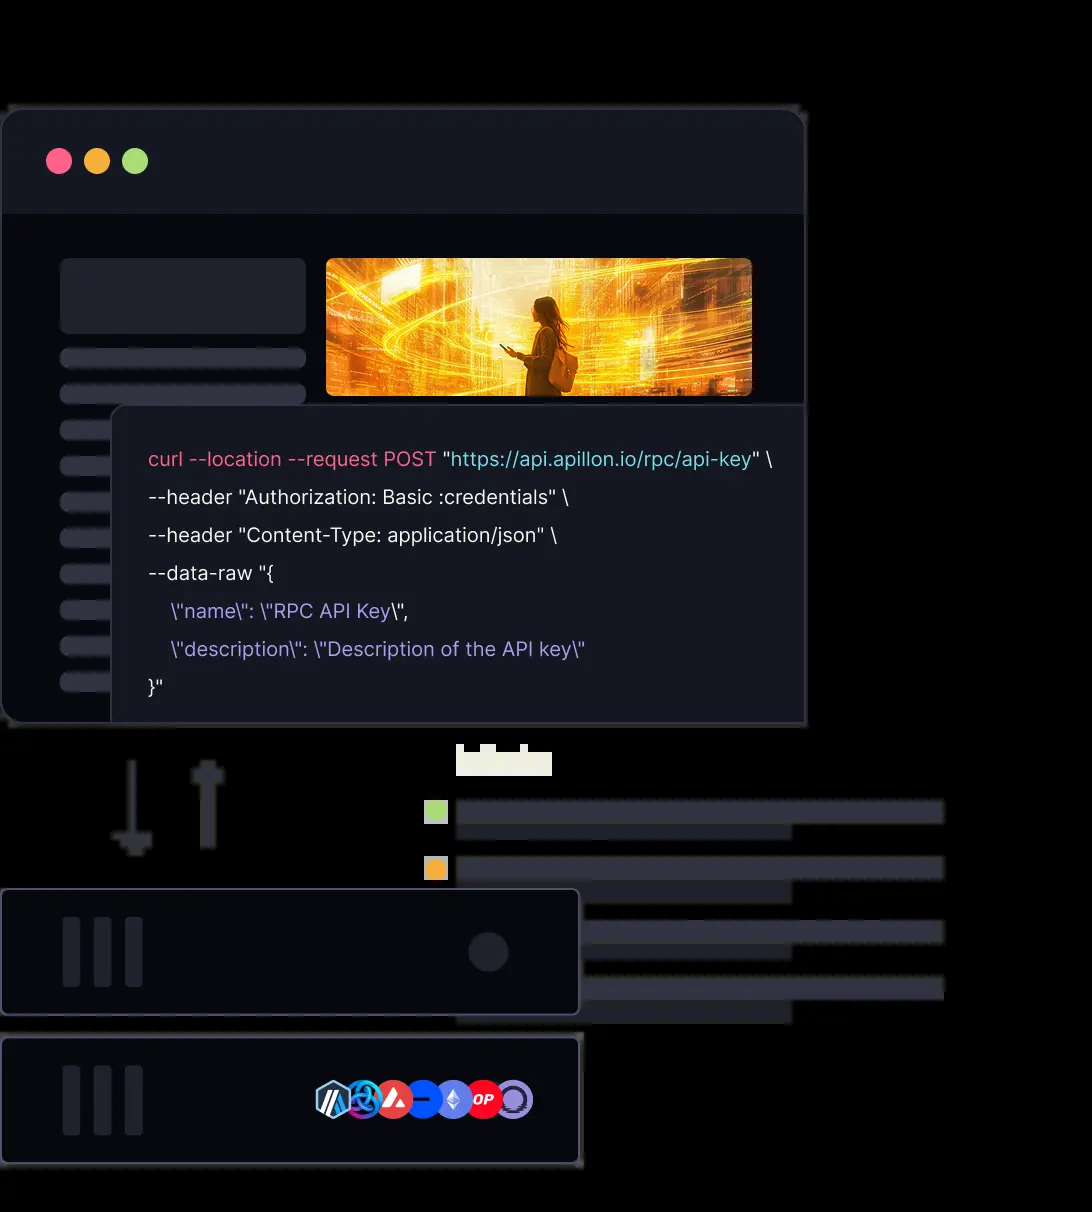 curl --location --request POST "https://api.apillon.io/rpc/api-key" \
--header "Authorization: Basic :credentials" \
--header "Content-Type: application/json" \
--data-raw "{
\"name\": \"RPC API Key\",
\"description\": \"Description of the API key\"
}"
OP